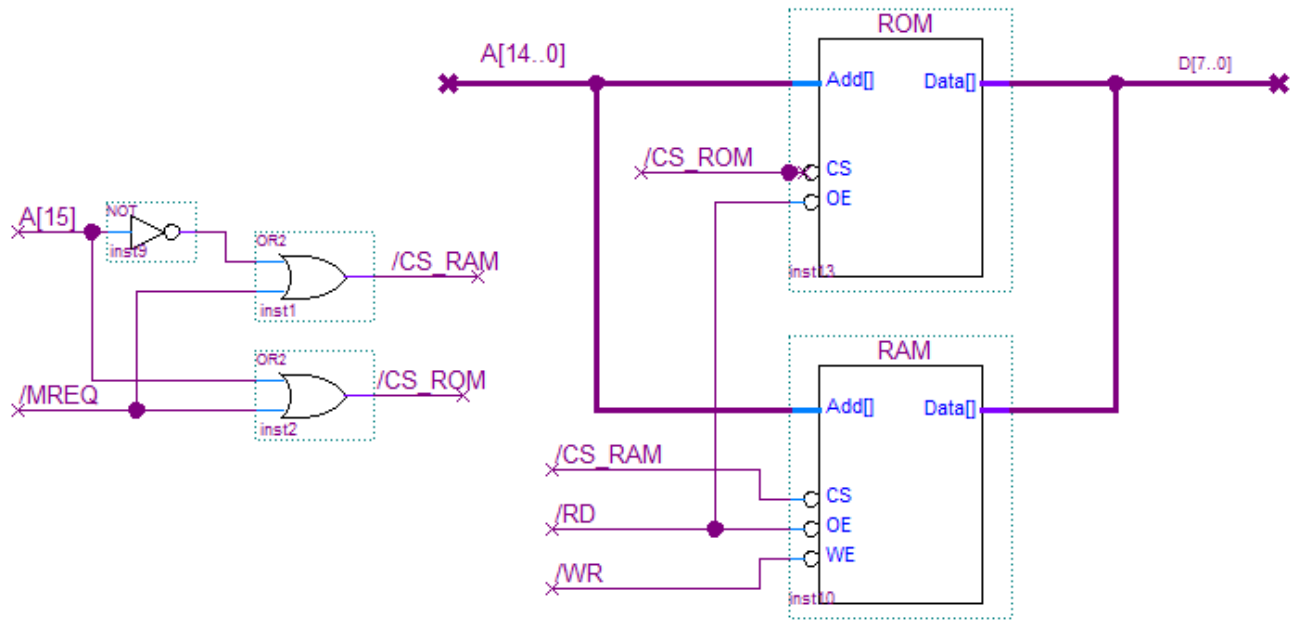 A[15]
NOT
inst9
OR2
/CS_RAM
inst1
/MREQ
OR2
/CS_ROM
inst2
A[14..0]
ROM
Add[]
Data[]
D[7..0]
/CS_ROM
CS
OE
inst13
RAM
Add[]
Data[]
/CS_RAM
CS
/RD
OE
/WR
WE
inst10